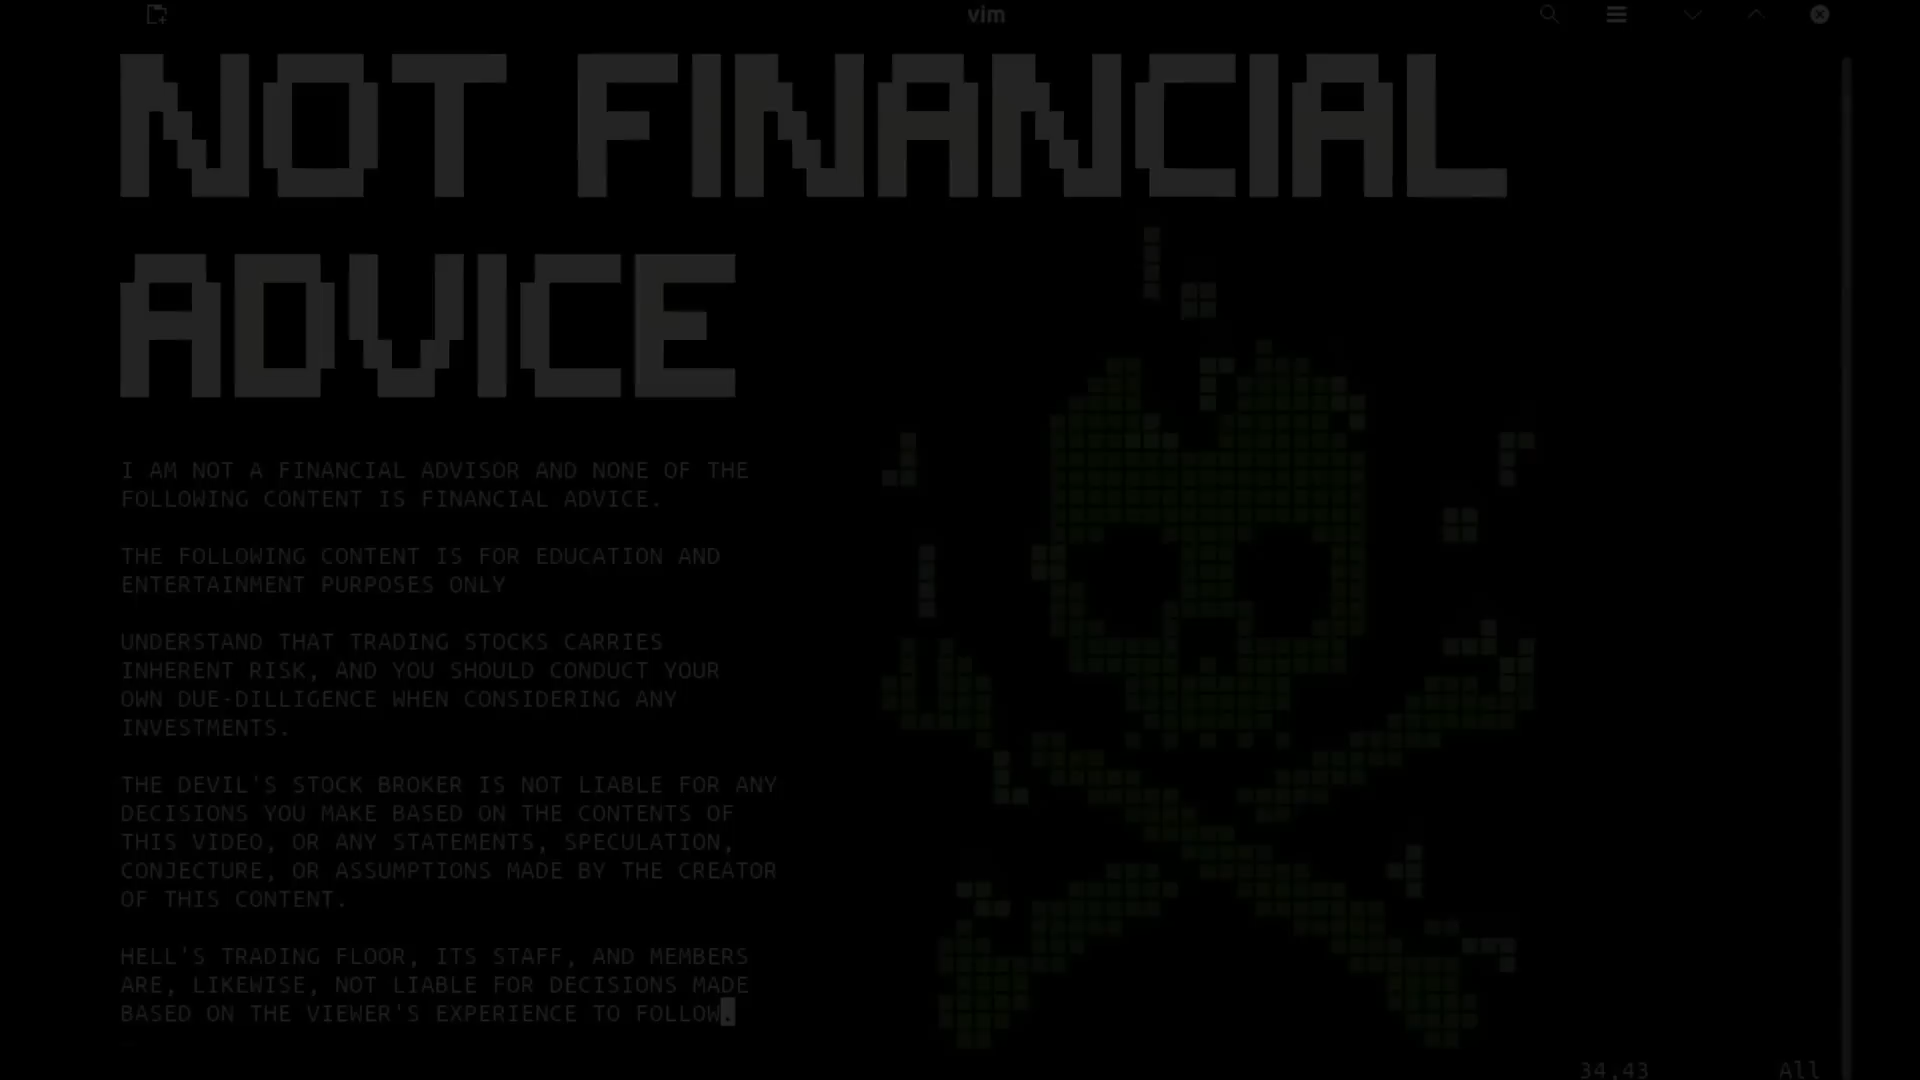 vim
NOT FINANCIAL
ADVICE
I AM NOT A FINANCIAL ADVISOR AND NONE OF THE
FOLLOWING CONTENT IS FINANCIAL ADVICE.
THE FOLLOWING CONTENT IS FOR EDUCATION AND
ENTERTAINMENT PURPOSES ONLY
UNDERSTAND THAT TRADING STOCKS CARRIES
INHERENT RISK, AND YOU SHOULD CONDUCT YOUR
OWN DUE-DILLIGENCE WHEN CONSIDERING ANY
INVESTMENTS.
THE DEVIL'S STOCK BROKER IS NOT LIABLE FOR ANY
DECISIONS YOU MAKE BASED ON THE CONTENTS OF
THIS VIDEO, OR ANY STATEMENTS, SPECULATION,
CONJECTURE, OR ASSUMPTIONS MADE BY THE CREATOR
OF THIS CONTENT.
HELL'S TRADING FLOOR, ITS STAFF, AND MEMBERS
ARE, LIKEWISE, NOT LIABLE FOR DECISIONS MADE
BASED ON THE VIEWER'S EXPERIENCE TO FOLLOW.
34,43 All